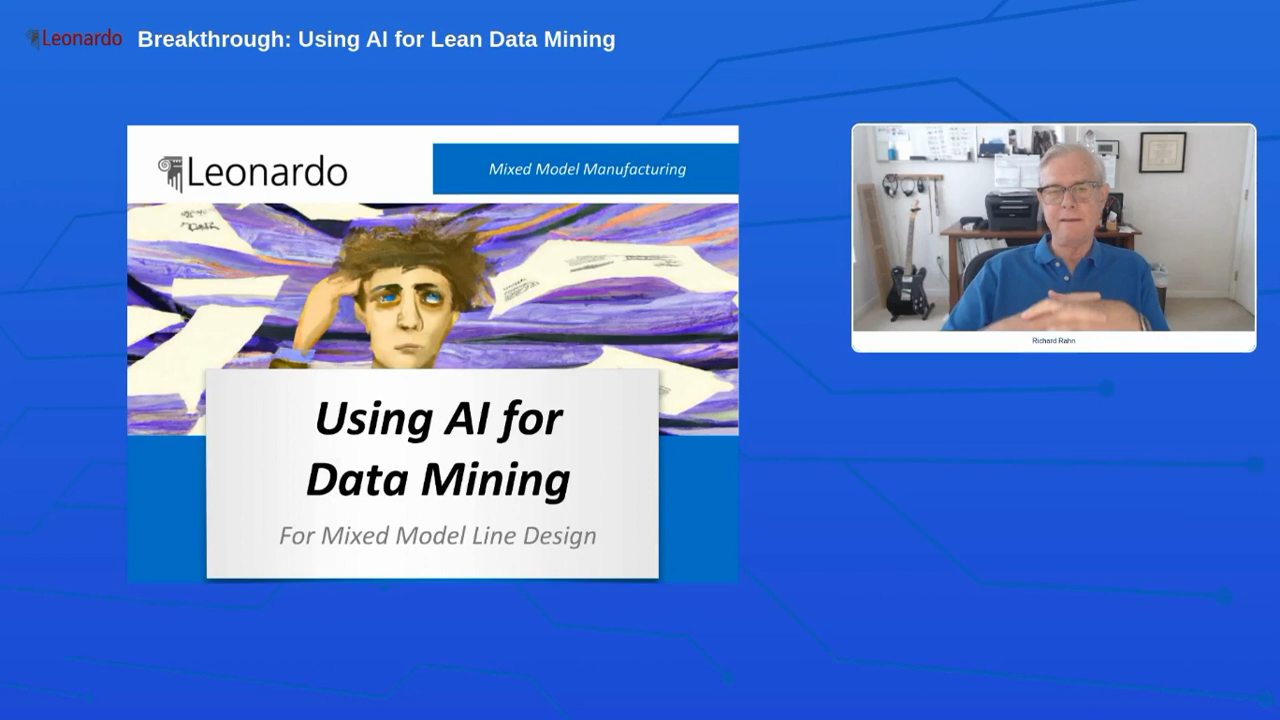 Leonardo Breakthrough: Using AI for Lean Data Mining
Leonardo
Mixed Model Manufacturing
Using AI for
Data Mining
For Mixed Model Line Design
Richard Rahn